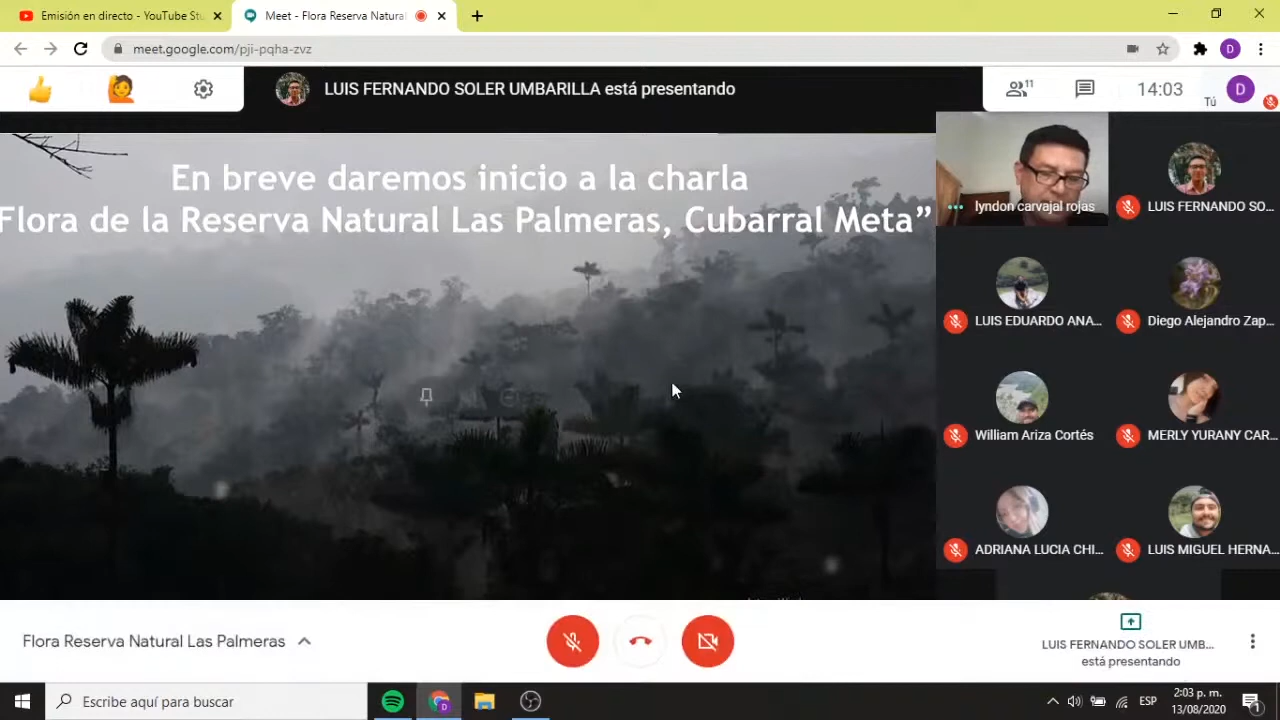 Emisión en directo - YouTube Stu
Meet - Flora Reserva Natural
meet.google.com/pji-pqha-zvz
D
LUIS FERNANDO SOLER UMBARILLA está presentando
11
14:03
Tú
D
En breve daremos inicio a la charla
Flora de la Reserva Natural Las Palmeras, Cubarral Meta”
lyndon carvajal rojas
LUIS FERNANDO SO...
LUIS EDUARDO ANA...
Diego Alejandro Zap...
William Ariza Cortés
MERLY YURANY CAR...
ADRIANA LUCIA CHI...
LUIS MIGUEL HERNA...
Flora Reserva Natural Las Palmeras
LUIS FERNANDO SOLER UMB...
está presentando
Escribe aquí para buscar
D
ESP
2:03 p. m.
13/08/2020
1